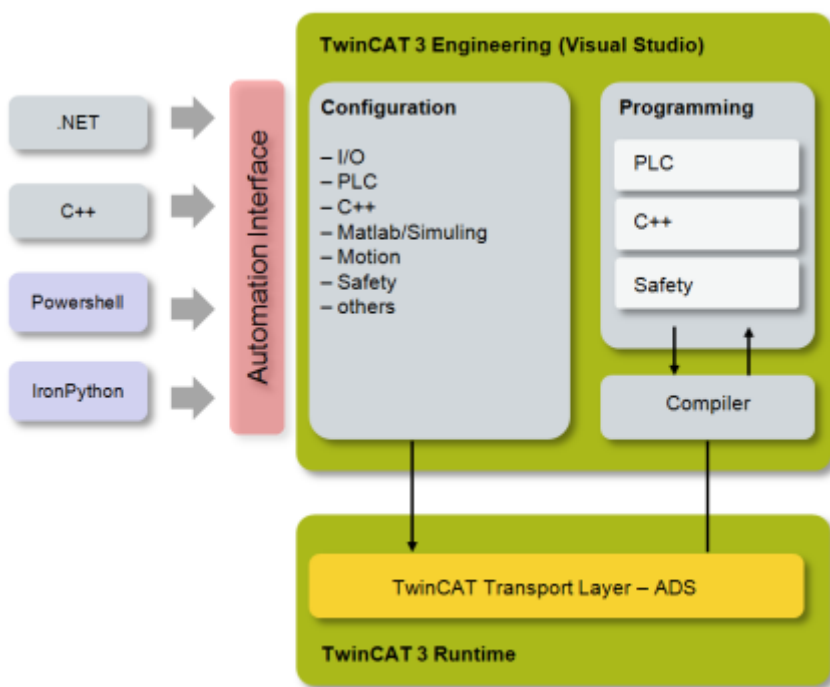 TwinCAT 3 Engineering (Visual Studio)
.NET
C++
Powershell
IronPython
Automation Interface
Configuration
– I/O
– PLC
– C++
– Matlab/Simuling
– Motion
– Safety
– others
Programming
PLC
C++
Safety
Compiler
TwinCAT Transport Layer – ADS
TwinCAT 3 Runtime